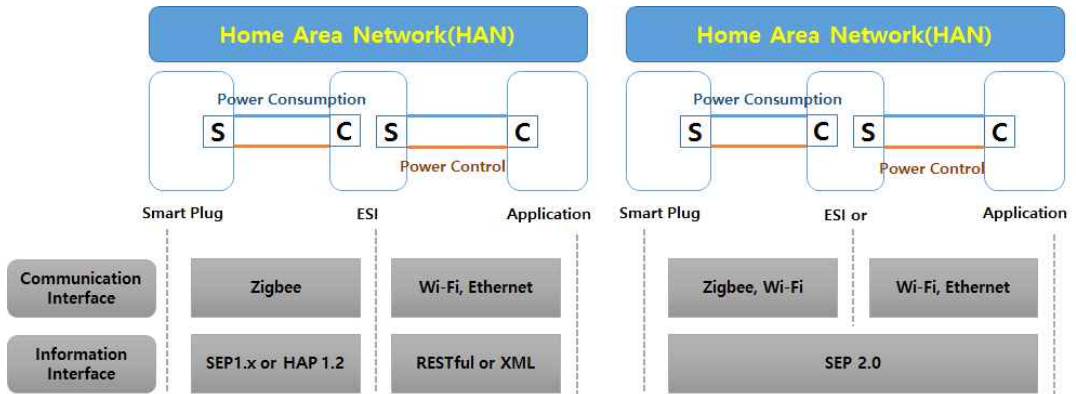 Home Area Network(HAN)
Power Consumption
S
C
S
C
Power Control
Smart Plug
ESI
Application
Home Area Network(HAN)
Power Consumption
S
C
S
C
Power Control
Smart Plug
ESI or
Application
Communication
Interface
Zigbee
Wi-Fi, Ethernet
Zigbee, Wi-Fi
Wi-Fi, Ethernet
Information
Interface
SEP1.x or HAP 1.2
RESTful or XML
SEP 2.0